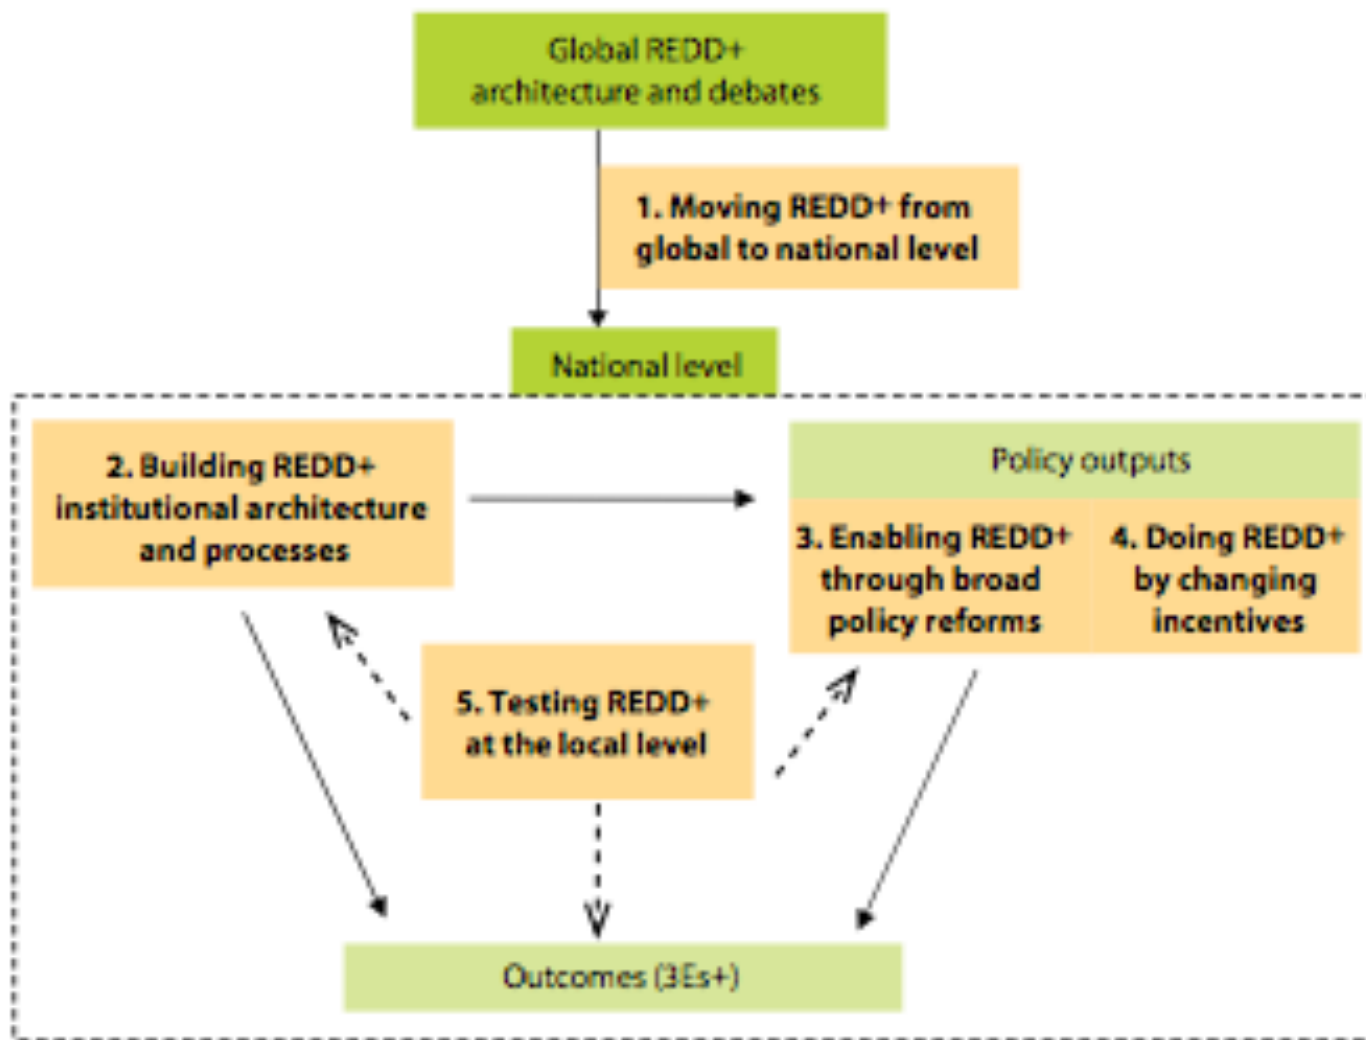 Global REDD+
architecture and debates
1. Moving REDD+ from
global to national level
National level
2. Building REDD+
institutional architecture
and processes
Policy outputs
3. Enabling REDD+
through broad
policy reforms
4. Doing REDD+
by changing
incentives
5. Testing REDD+
at the local level
Outcomes (3Es+)